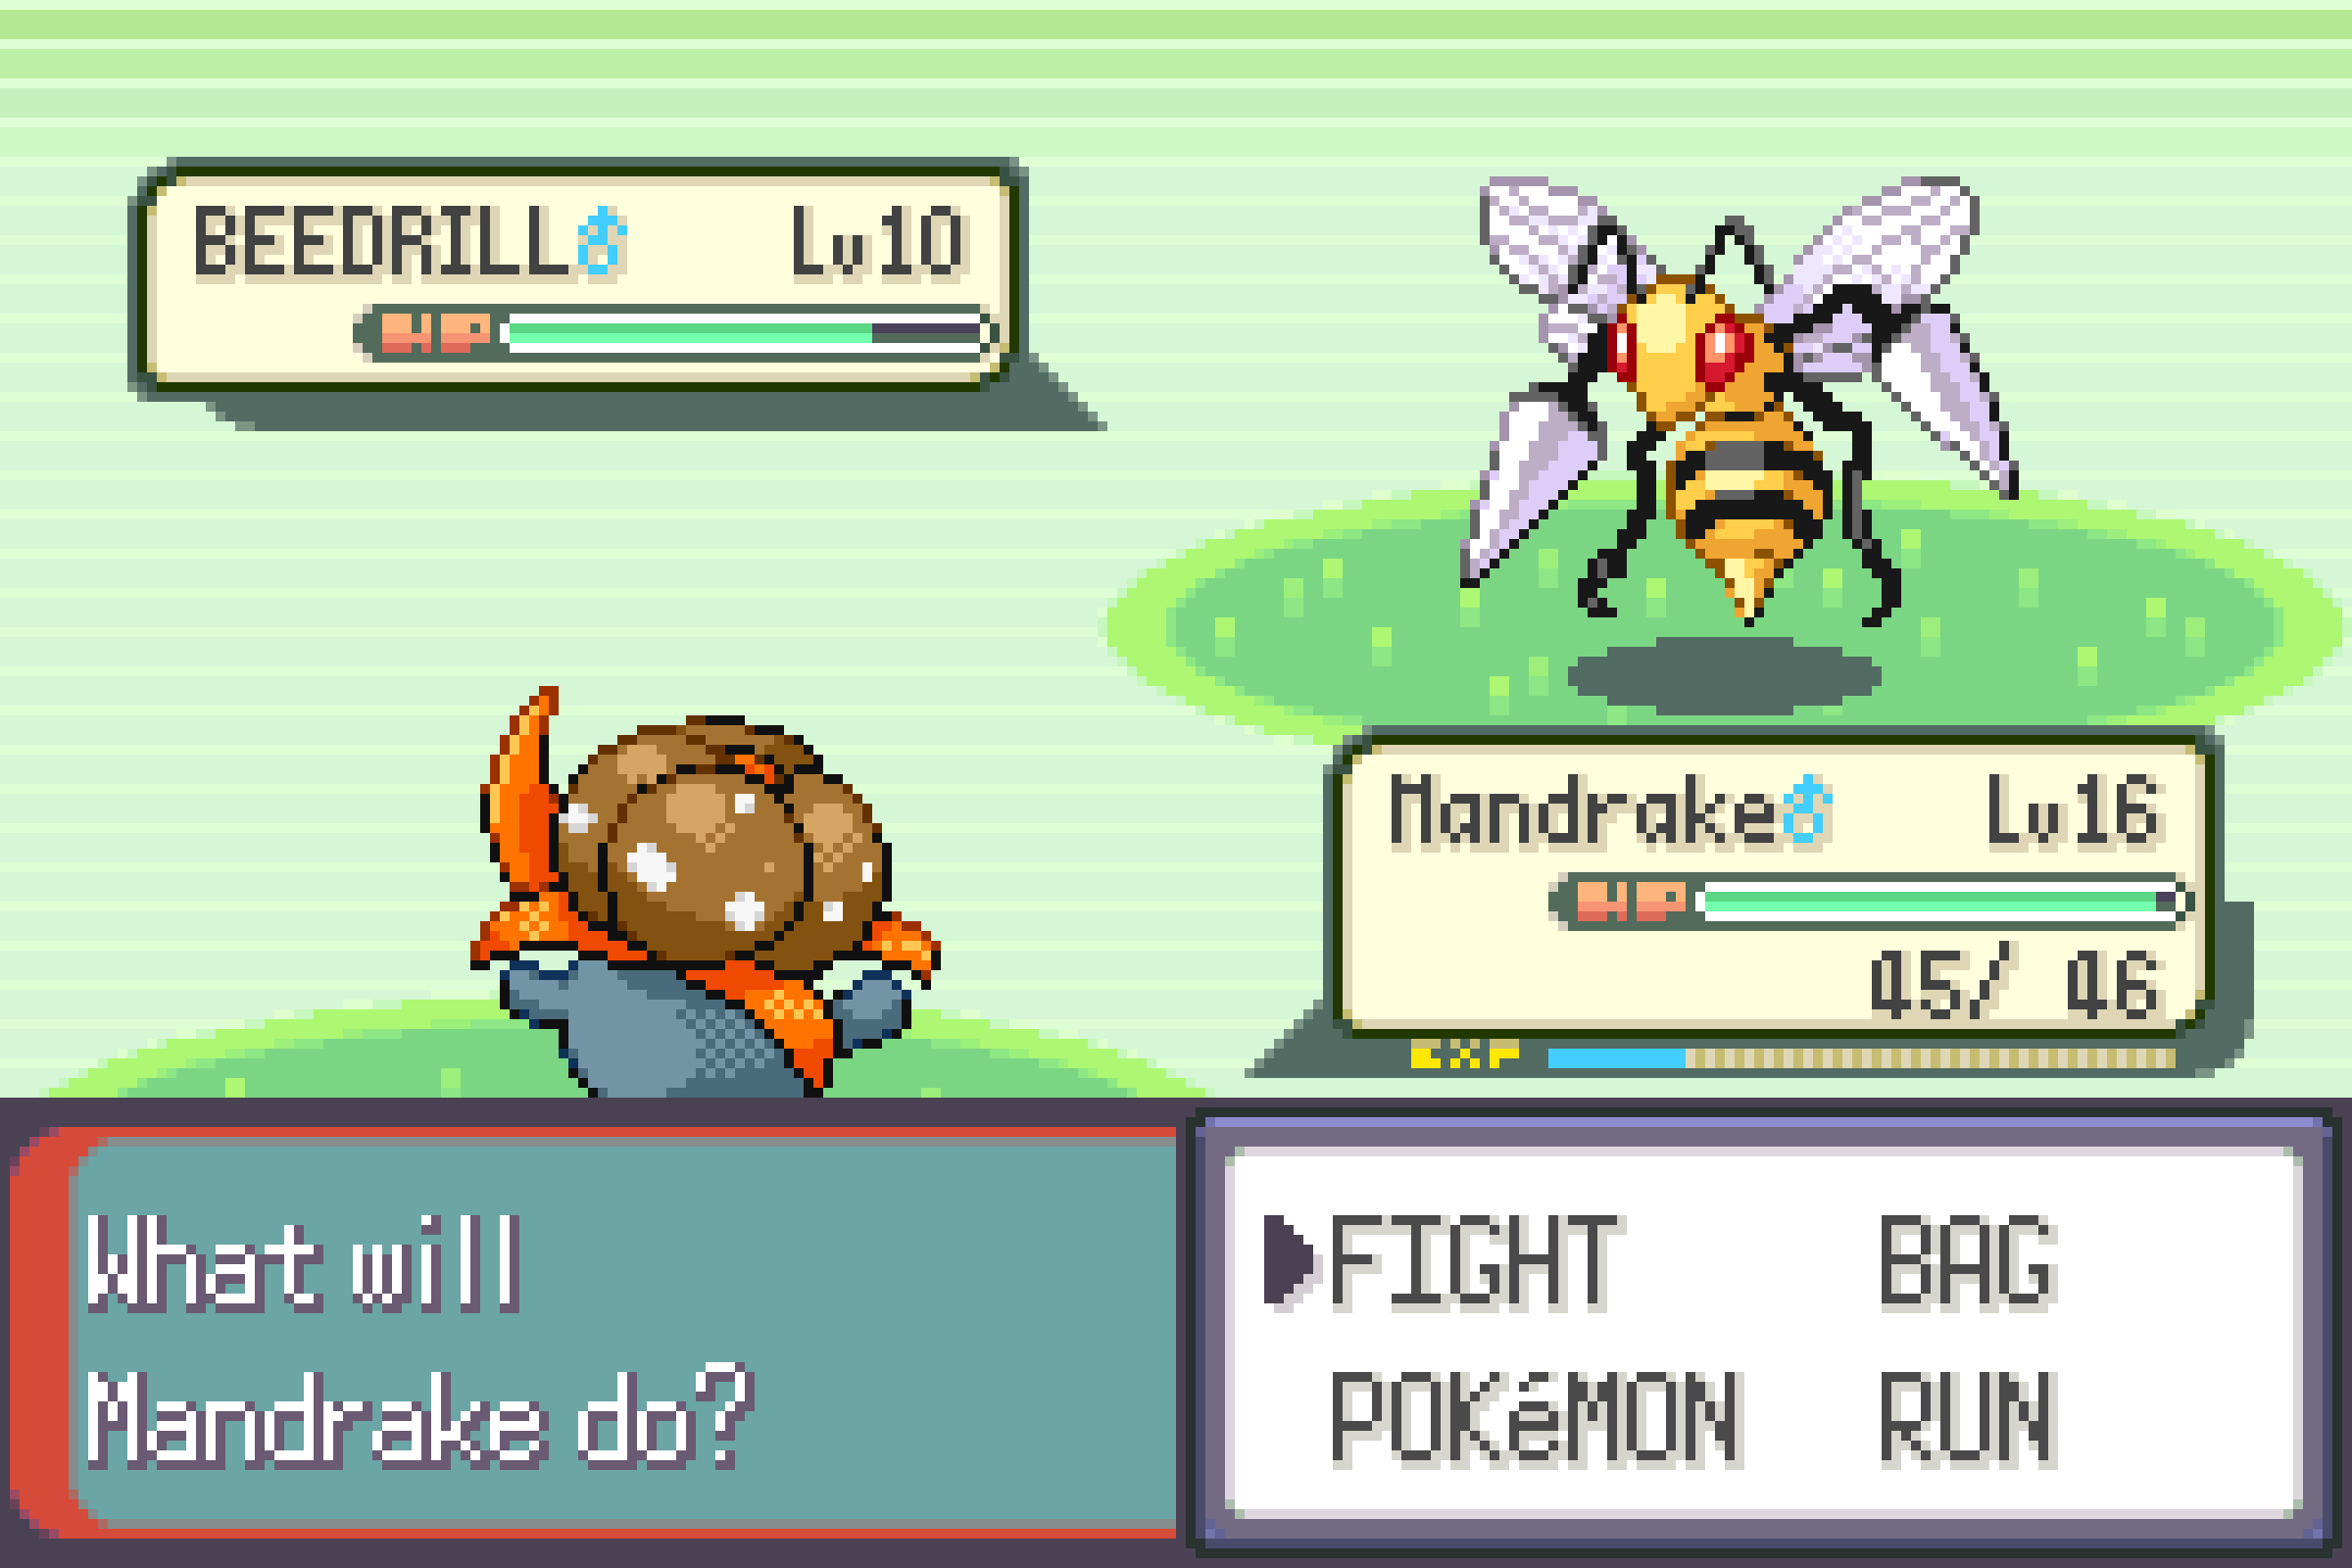 BEEDRILL♂ Lv10
HP
Mandrake♂ Lv16
HP
45/ 46
EXP
What will
Mandrake do?
FIGHT BAG
POKéMON RUN